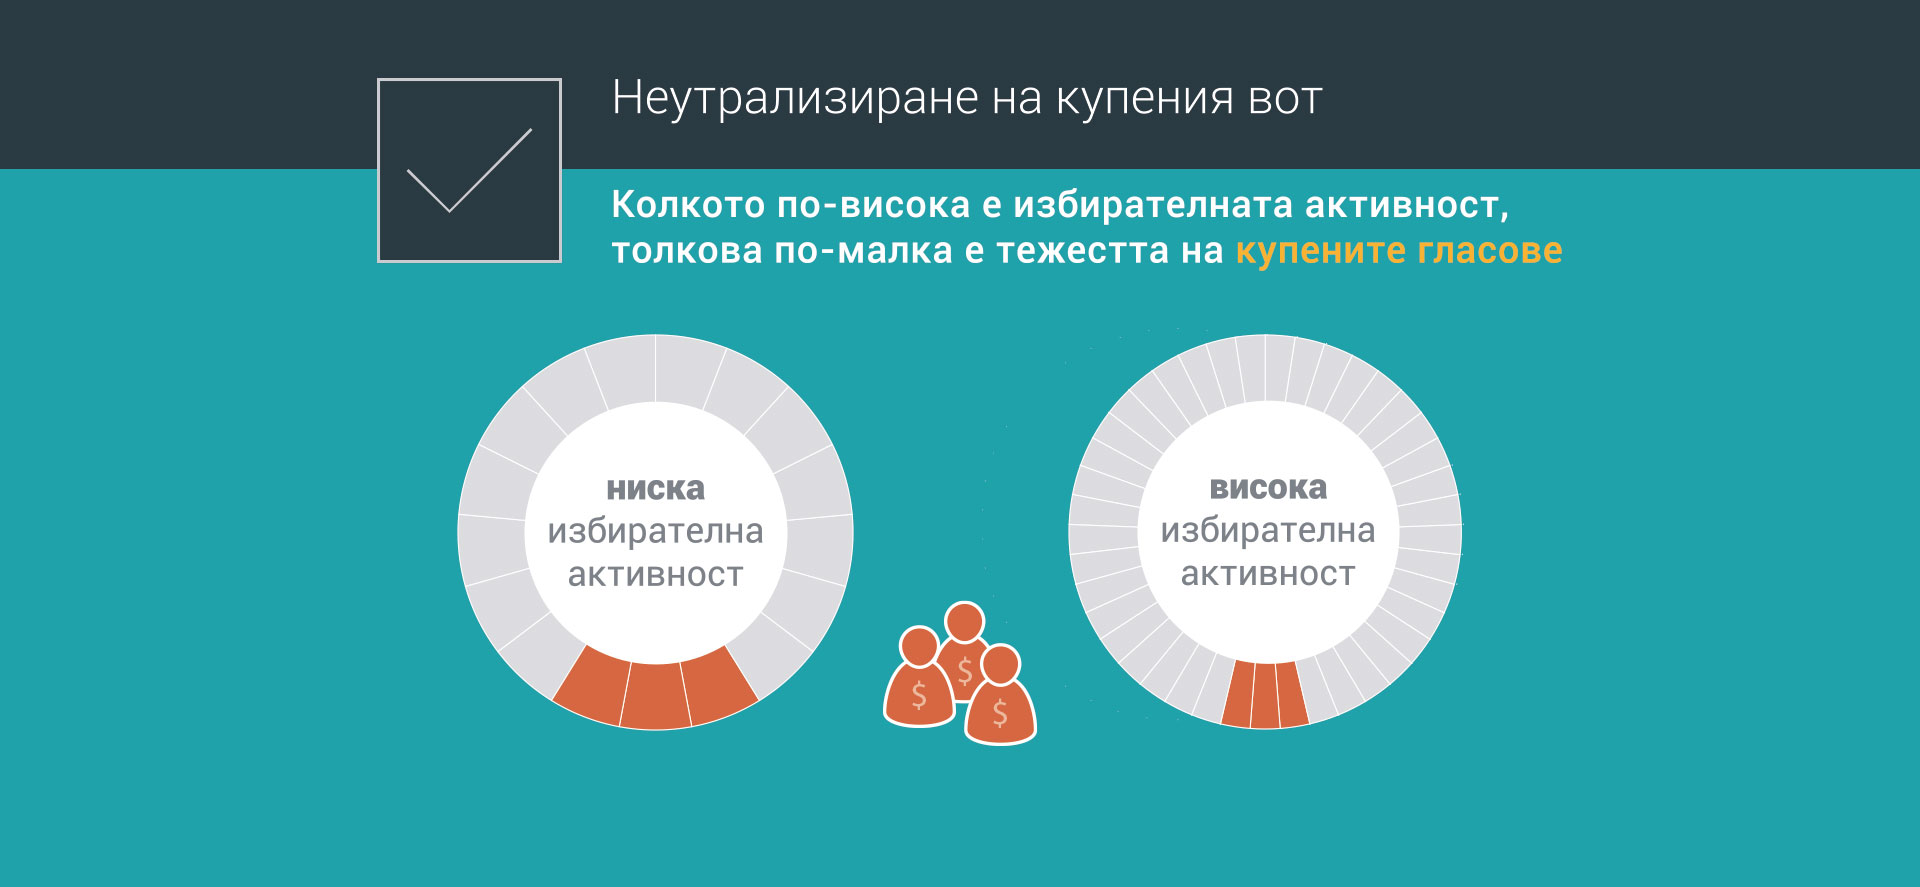 Неутрализиране на купения вот
Колкото по-висока е избирателната активност,
толкова по-малка е тежестта на купените гласове
ниска
избирателна
активност
висока
избирателна
активност
$
$
$